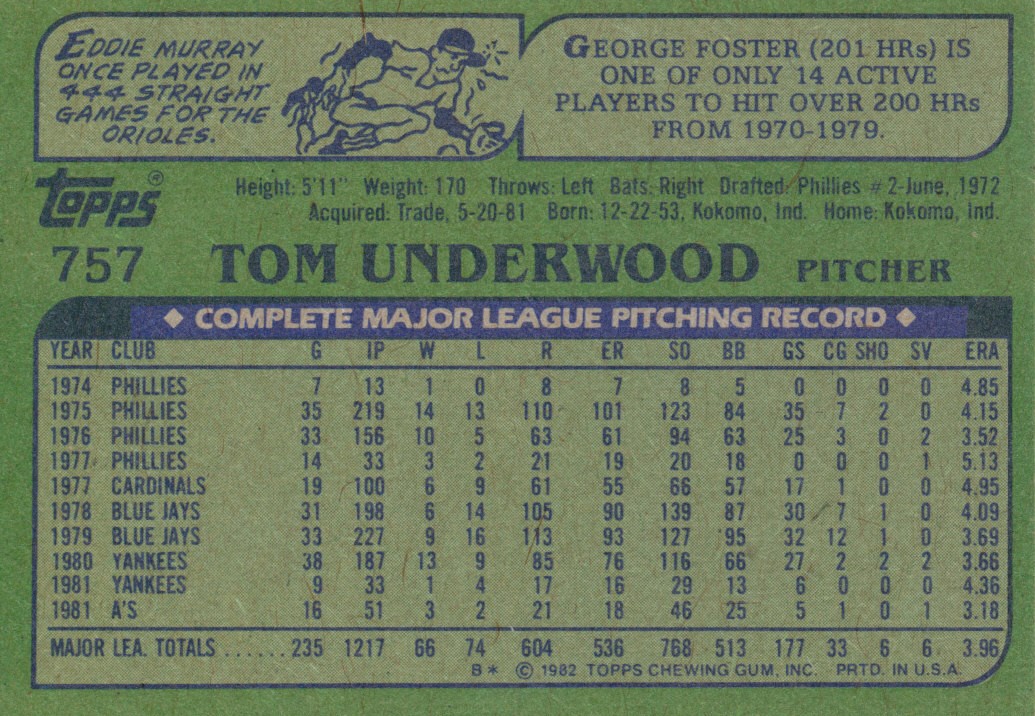 EDDIE MURRAY
ONCE PLAYED IN
444 STRAIGHT
GAMES FOR THE
ORIOLES.
GEORGE FOSTER (201 HRs) IS
ONE OF ONLY 14 ACTIVE
PLAYERS TO HIT OVER 200 HRs
FROM 1970-1979.
Topps®
Height: 5'11" Weight: 170 Throws: Left Bats: Right Drafted: Phillies #2-June, 1972
Acquired: Trade, 5-20-81 Born: 12-22-53, Kokomo, Ind. Home: Kokomo, Ind.
757 TOM UNDERWOOD PITCHER
◆ COMPLETE MAJOR LEAGUE PITCHING RECORD ◆
YEAR CLUB G IP W L R ER SO BB GS CG SHO SV ERA
1974 PHILLIES 7 13 1 0 8 7 8 5 0 0 0 0 4.85
1975 PHILLIES 35 219 14 13 110 101 123 84 35 7 2 0 4.15
1976 PHILLIES 33 156 10 5 63 61 94 63 25 3 0 2 3.52
1977 PHILLIES 14 33 3 2 21 19 20 18 0 0 0 1 5.13
1977 CARDINALS 19 100 6 9 61 55 66 57 17 1 0 0 4.95
1978 BLUE JAYS 31 198 6 14 105 90 139 87 30 7 1 0 4.09
1979 BLUE JAYS 33 227 9 16 113 93 127 95 32 12 1 0 3.69
1980 YANKEES 38 187 13 9 85 76 116 66 27 2 2 2 3.66
1981 YANKEES 9 33 1 4 17 16 29 13 6 0 0 0 4.36
1981 A'S 16 51 3 2 21 18 46 25 5 1 0 1 3.18
MAJOR LEA. TOTALS ...... 235 1217 66 74 604 536 768 513 177 33 6 6 3.96
B* © 1982 TOPPS CHEWING GUM, INC. PRTD. IN U.S.A.